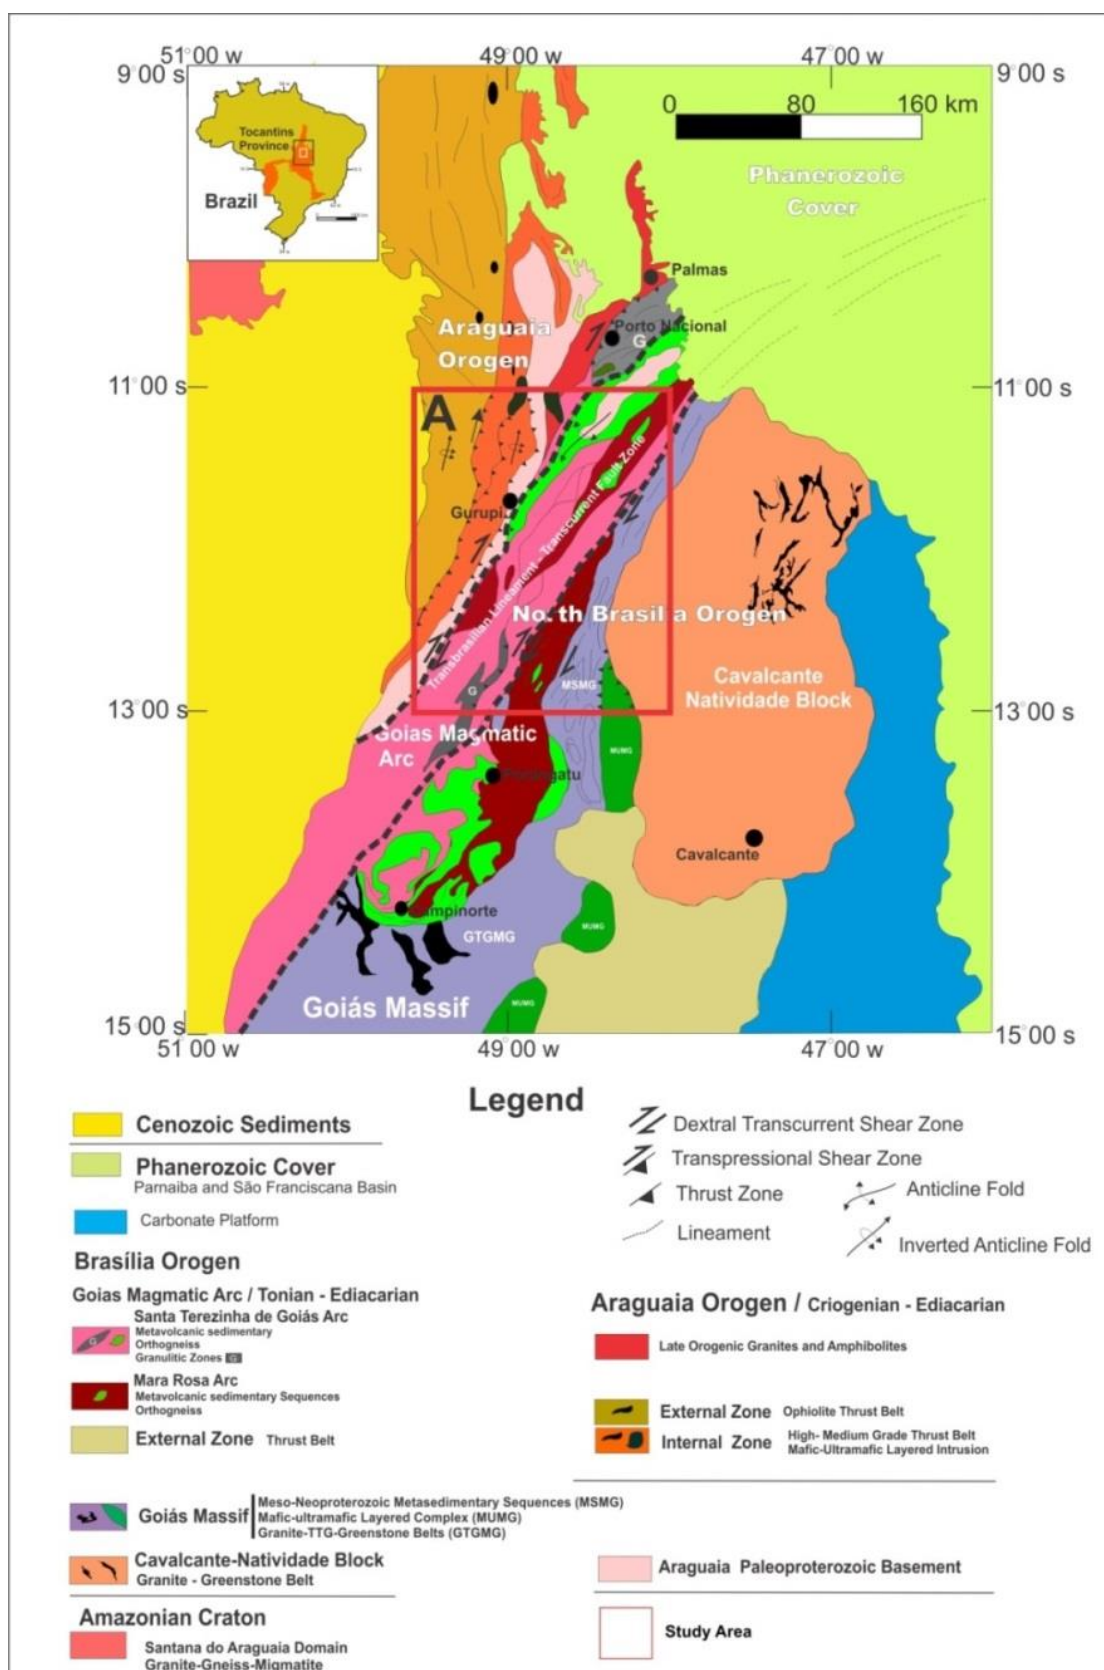 51°00 w
49°00 w
47°00 w
9°00 s
9°00 s
0
80
160 km
Tocantins
Province
Brazil
Phanerozoic
Cover
Palmas
Araguaia
Orogen
Porto Nacional
G
11°00 s
11°00 s
A
Gurupi
Transbrasilian Lineament - Transcurrent Fault Zone
North Brasilia Orogen
Cavalcante
Natividade Block
MSMG
G
13°00 s
13°00 s
Goias Magmatic
Arc
MUMG
Cavalcante
MUMG
GTGMG
Goiás Massif
MUMG
15°00 s
15°00 s
51°00 w
49°00 w
47°00 w
Legend
Cenozoic Sediments
Phanerozoic Cover
Parnaiba and São Franciscana Basin
Carbonate Platform
Brasília Orogen
Goias Magmatic Arc / Tonian - Ediacarian
Santa Terezinha de Goiás Arc
Metavolcanic sedimentary
Orthogneiss
Granulitic Zones G
G
Mara Rosa Arc
Metavolcanic sedimentary Sequences
Orthogneiss
External Zone Thrust Belt
Goiás Massif
Meso-Neoproterozoic Metasedimentary Sequences (MSMG)
Mafic-ultramafic Layered Complex (MUMG)
Granite-TTG-Greenstone Belts (GTGMG)
Cavalcante-Natividade Block
Granite - Greenstone Belt
Amazonian Craton
Santana do Araguaia Domain
Granite-Gneiss-Migmatite
Dextral Transcurrent Shear Zone
Transpressional Shear Zone
Thrust Zone
Anticline Fold
Lineament
Inverted Anticline Fold
Araguaia Orogen / Criogenian - Ediacarian
Late Orogenic Granites and Amphibolites
External Zone Ophiolite Thrust Belt
Internal Zone High- Medium Grade Thrust Belt
Mafic-Ultramafic Layered Intrusion
Araguaia Paleoproterozoic Basement
Study Area